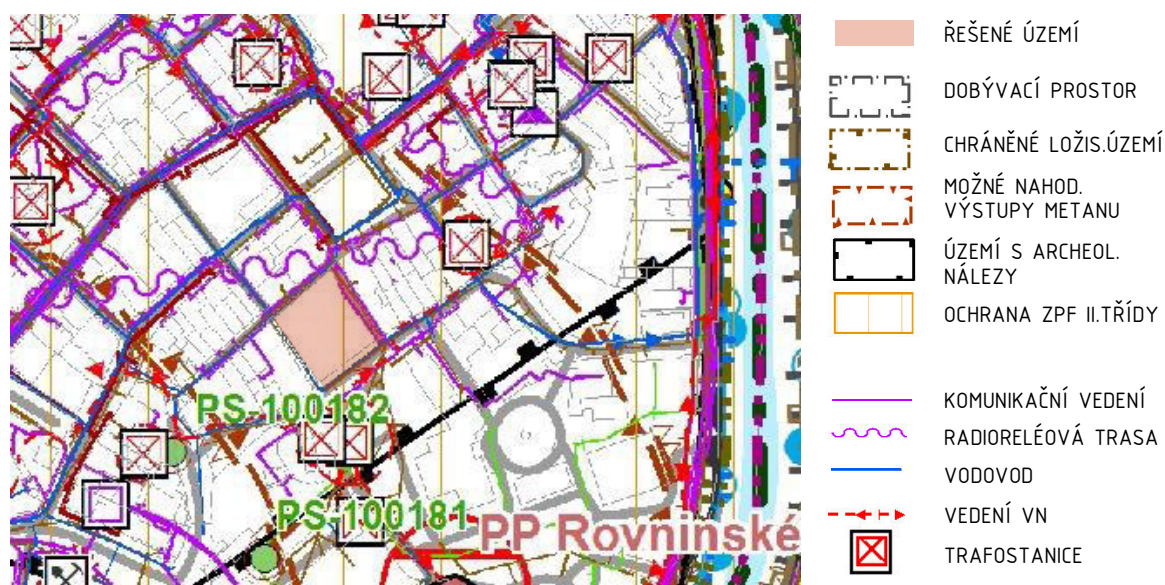 PS-100182
PS-100181
PP Rovninské
ŘEŠENÉ ÚZEMÍ
DOBÝVACÍ PROSTOR
CHRÁNĚNÉ LOŽIS.ÚZEMÍ
MOŽNÉ NAHOD.
VÝSTUPY METANU
ÚZEMÍ S ARCHEOL.
NÁLEZY
OCHRANA ZPF II.TŘÍDY
KOMUNIKAČNÍ VEDENÍ
RADIORELÉOVÁ TRASA
VODOVOD
VEDENÍ VN
TRAFOSTANICE